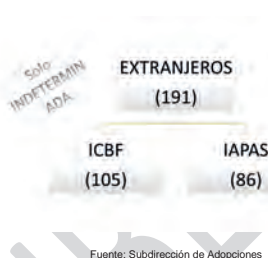 Solo
INDETERMIN
ADA
EXTRANJEROS
(191)
ICBF
(105)
IAPAS
(86)
Fuente: Subdirección de Adopciones